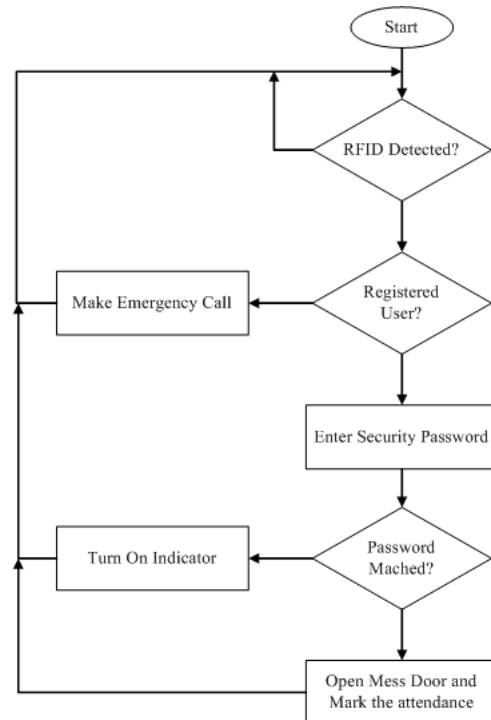 Start
RFID Detected?
Make Emergency Call
Registered
User?
Enter Security Password
Turn On Indicator
Password
Mached?
Open Mess Door and
Mark the attendance